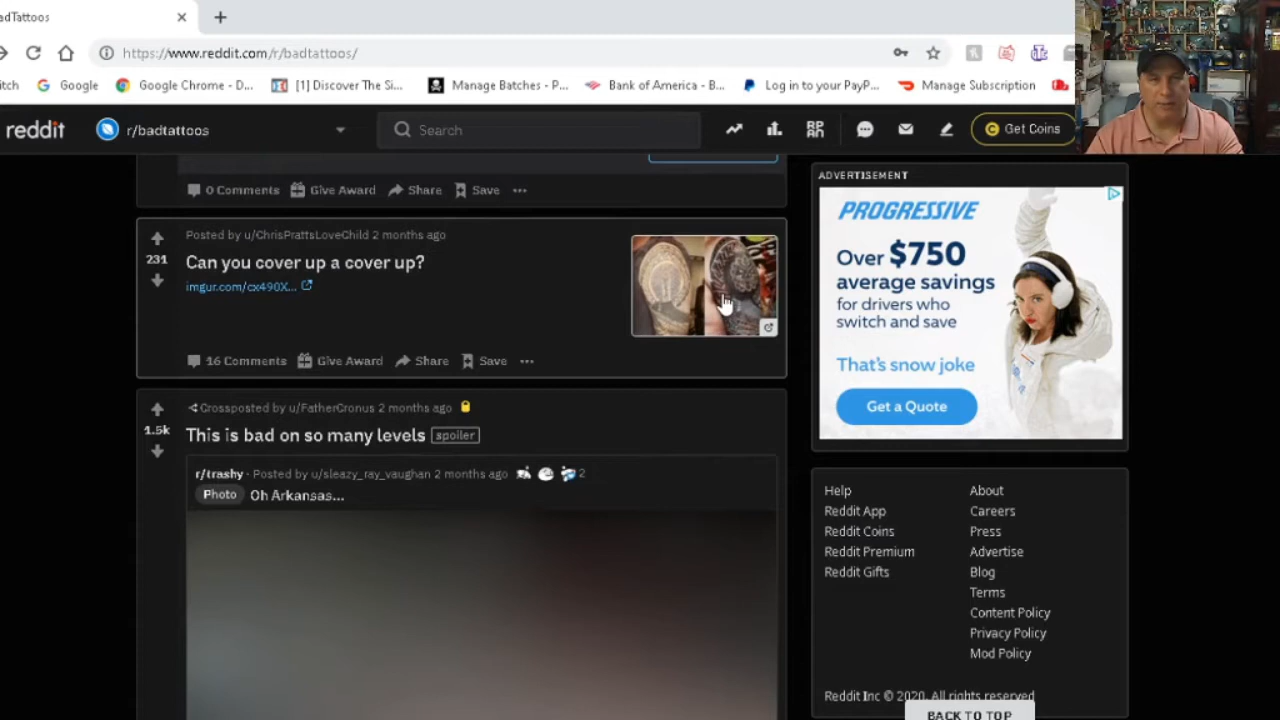 adTattoos
https://www.reddit.com/r/badtattoos/
itch Google Google Chrome - D... [1] Discover The Si... Manage Batches - P... Bank of America - B... Log in to your PayP... Manage Subscription
reddit r/badtattoos Search Get Coins
0 Comments Give Award Share Save
Posted by u/ChrisPrattsLoveChild 2 months ago
231
Can you cover up a cover up?
imgur.com/cx490X...
16 Comments Give Award Share Save
Crossposted by u/FatherCronus 2 months ago
1.5k
This is bad on so many levels spoiler
r/trashy · Posted by u/sleazy_ray_vaughan 2 months ago 2
Photo Oh Arkansas...
ADVERTISEMENT
PROGRESSIVE
Over $750
average savings
for drivers who
switch and save
That's snow joke
Get a Quote
Help
Reddit App
Reddit Coins
Reddit Premium
Reddit Gifts
About
Careers
Press
Advertise
Blog
Terms
Content Policy
Privacy Policy
Mod Policy
Reddit Inc © 2020. All rights reserved
BACK TO TOP